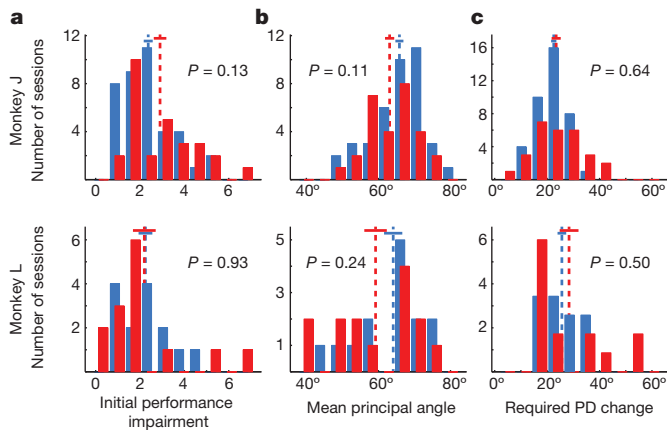 a b c
Monkey J
Number of sessions
12
8
4
0 2 4 6
P = 0.13
12
8
4
40º 60º 80º
P = 0.11
16
12
8
4
0º 20º 40º 60º
P = 0.64
Monkey L
Number of sessions
6
4
2
0 2 4 6
P = 0.93
Initial performance
impairment
5
3
1
40º 60º 80º
P = 0.24
Mean principal angle
6
4
2
0º 20º 40º 60º
P = 0.50
Required PD change